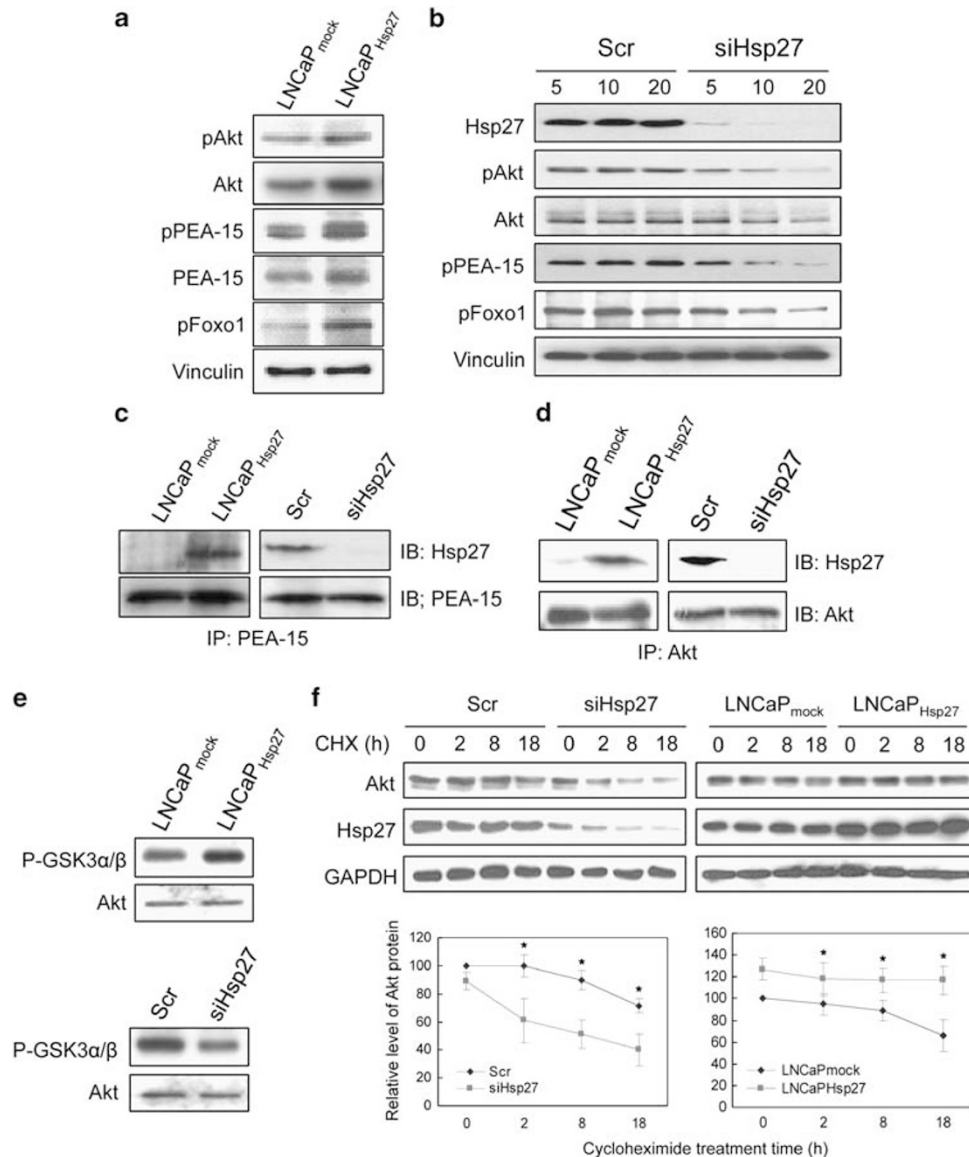 a
LNCaPmock
LNCaPHsp27
pAkt
Akt
pPEA-15
PEA-15
pFoxo1
Vinculin
b
Scr siHsp27
5 10 20 5 10 20
Hsp27
pAkt
Akt
pPEA-15
pFoxo1
Vinculin
c
LNCaPmock
LNCaPHsp27
Scr
siHsp27
IB: Hsp27
IB; PEA-15
IP: PEA-15
d
LNCaPmock
LNCaPHsp27
Scr
siHsp27
IB: Hsp27
IB: Akt
IP: Akt
e
LNCaPmock
LNCaPHsp27
P-GSK3α/β
Akt
Scr
siHsp27
P-GSK3α/β
Akt
f
Scr siHsp27 LNCaPmock LNCaPHsp27
CHX (h) 0 2 8 18 0 2 8 18 0 2 8 18 0 2 8 18
Akt
Hsp27
GAPDH
Relative level of Akt protein
120
100
80
60
40
20
0
* * *
Scr
siHsp27
0 2 8 18
160
140
120
100
80
60
40
20
0
* * *
LNCaPmock
LNCaPHsp27
0 2 8 18
Cycloheximide treatment time (h)